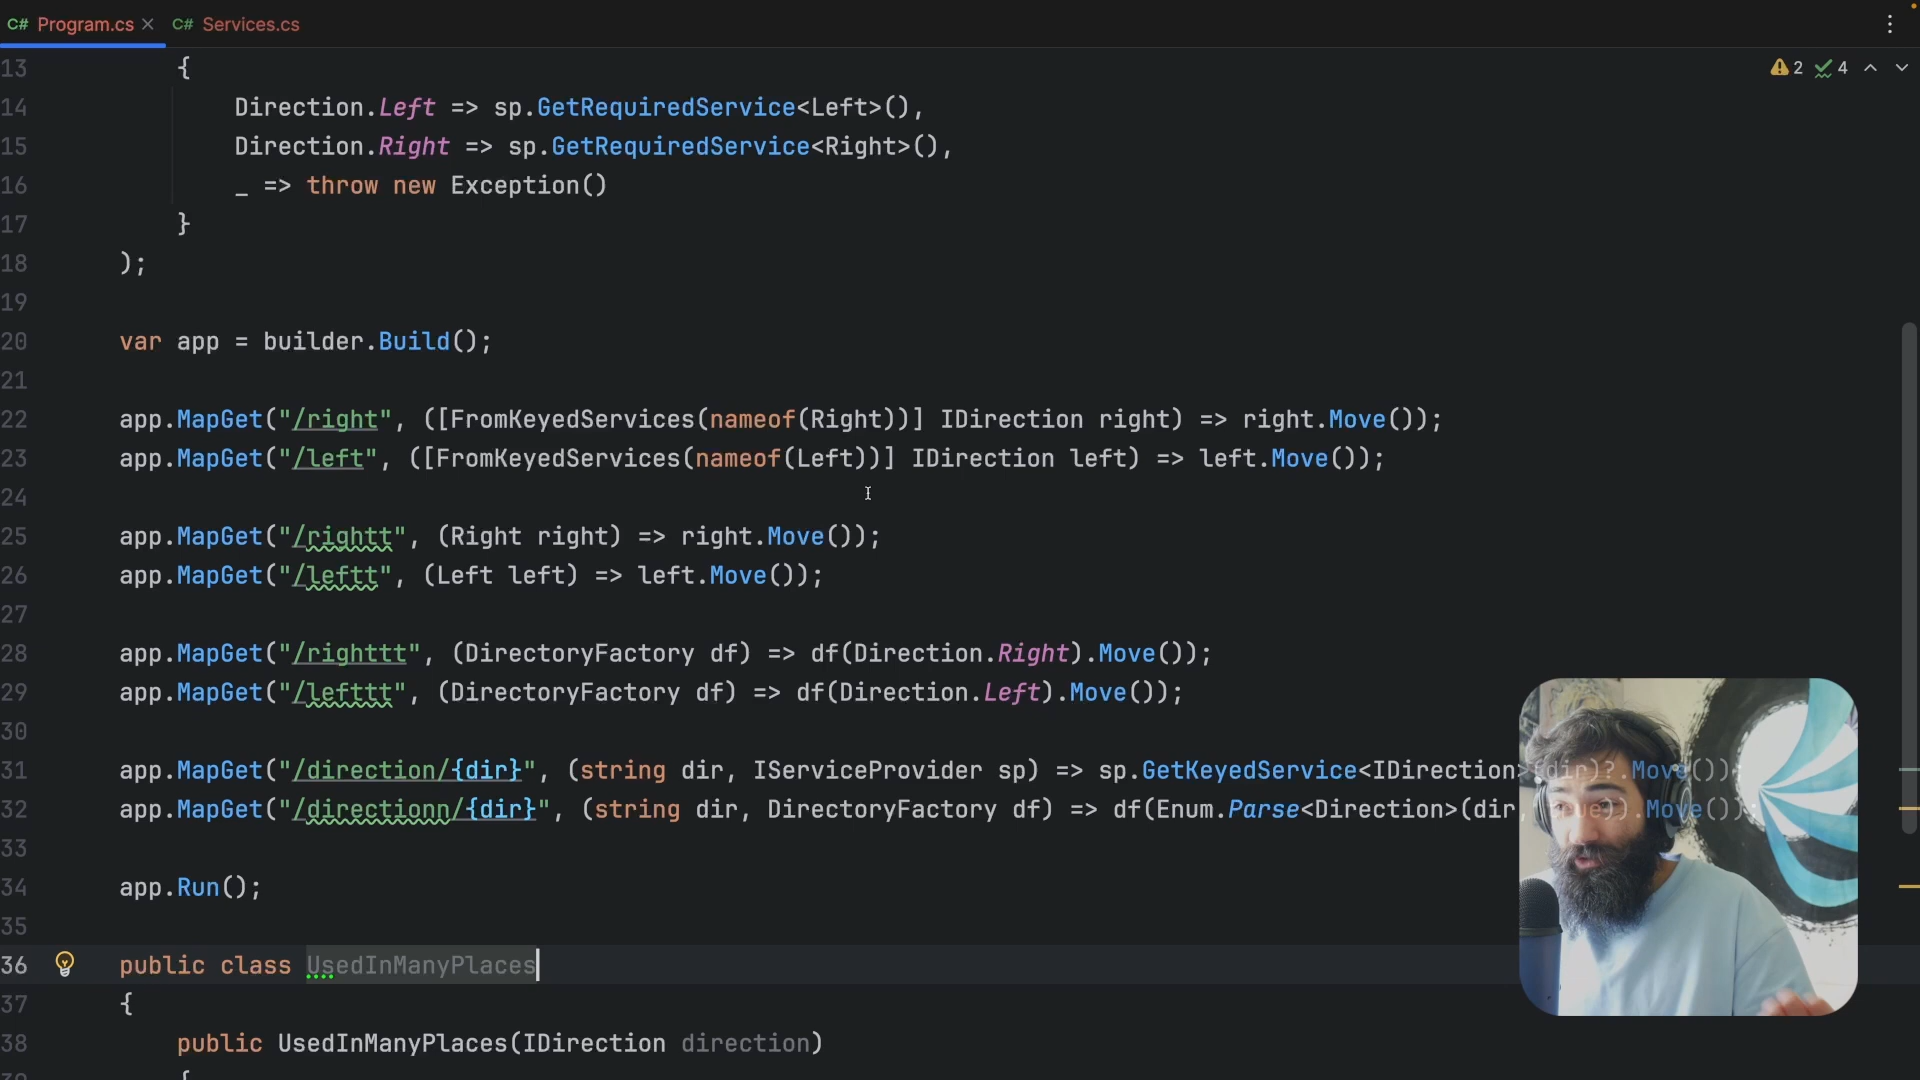 C# Program.cs
C# Services.cs
2 4
13 {
14 Direction.Left => sp.GetRequiredService<Left>(),
15 Direction.Right => sp.GetRequiredService<Right>(),
16 _ => throw new Exception()
17 }
18 );
19
20 var app = builder.Build();
21
22 app.MapGet("/right", ([FromKeyedServices(nameof(Right))] IDirection right) => right.Move());
23 app.MapGet("/left", ([FromKeyedServices(nameof(Left))] IDirection left) => left.Move());
24
25 app.MapGet("/rightt", (Right right) => right.Move());
26 app.MapGet("/leftt", (Left left) => left.Move());
27
28 app.MapGet("/righttt", (DirectoryFactory df) => df(Direction.Right).Move());
29 app.MapGet("/lefttt", (DirectoryFactory df) => df(Direction.Left).Move());
30
31 app.MapGet("/direction/{dir}", (string dir, IServiceProvider sp) => sp.GetKeyedService<IDirection>(dir)?.Move());
32 app.MapGet("/directionn/{dir}", (string dir, DirectoryFactory df) => df(Enum.Parse<Direction>(dir, true)).Move());
33
34 app.Run();
35
36 public class UsedInManyPlaces
37 {
38 public UsedInManyPlaces(IDirection direction)
39 {